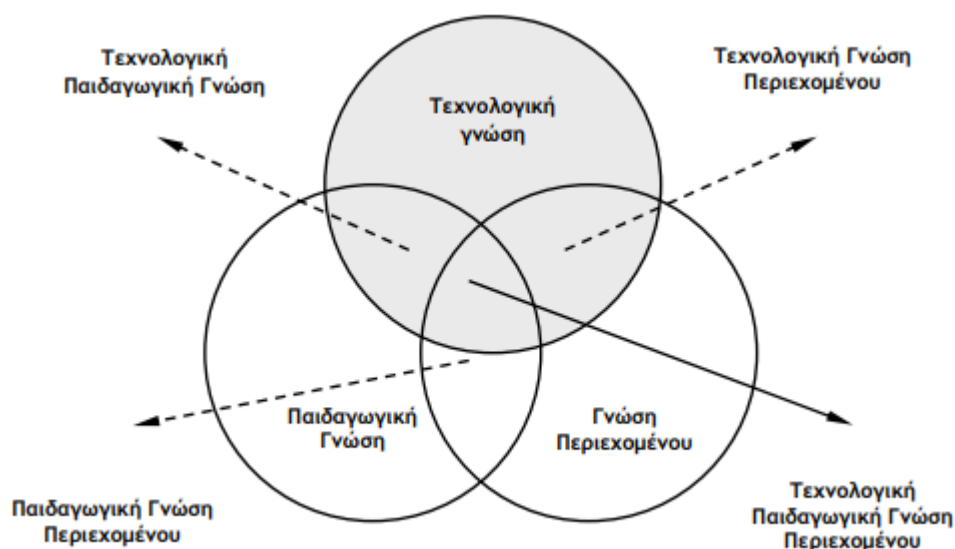 Τεχνολογική
Παιδαγωγική Γνώση
Τεχνολογική Γνώση
Περιεχομένου
Τεχνολογική
γνώση
Παιδαγωγική
Γνώση
Γνώση
Περιεχομένου
Παιδαγωγική Γνώση
Περιεχομένου
Τεχνολογική
Παιδαγωγική Γνώση
Περιεχομένου